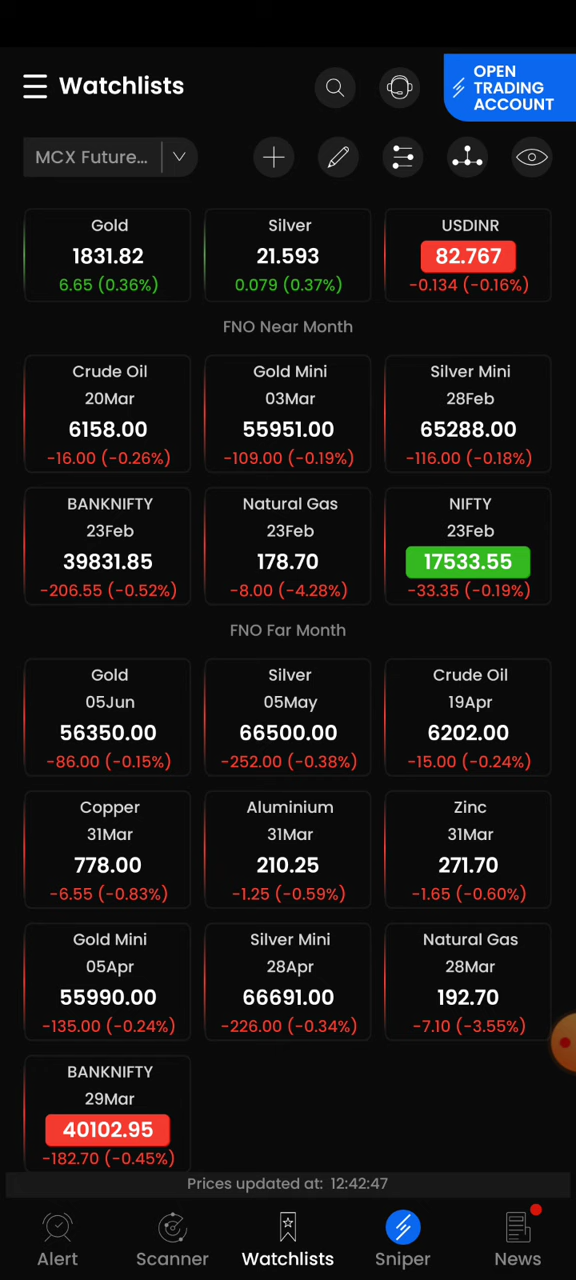 Watchlists
OPEN
TRADING
ACCOUNT
MCX Future...
Gold
1831.82
6.65 (0.36%)
Silver
21.593
0.079 (0.37%)
USDINR
82.767
-0.134 (-0.16%)
FNO Near Month
Crude Oil
20Mar
6158.00
-16.00 (-0.26%)
Gold Mini
03Mar
55951.00
-109.00 (-0.19%)
Silver Mini
28Feb
65288.00
-116.00 (-0.18%)
BANKNIFTY
23Feb
39831.85
-206.55 (-0.52%)
Natural Gas
23Feb
178.70
-8.00 (-4.28%)
NIFTY
23Feb
17533.55
-33.35 (-0.19%)
FNO Far Month
Gold
05Jun
56350.00
-86.00 (-0.15%)
Silver
05May
66500.00
-252.00 (-0.38%)
Crude Oil
19Apr
6202.00
-15.00 (-0.24%)
Copper
31Mar
778.00
-6.55 (-0.83%)
Aluminium
31Mar
210.25
-1.25 (-0.59%)
Zinc
31Mar
271.70
-1.65 (-0.60%)
Gold Mini
05Apr
55990.00
-135.00 (-0.24%)
Silver Mini
28Apr
66691.00
-226.00 (-0.34%)
Natural Gas
28Mar
192.70
-7.10 (-3.55%)
BANKNIFTY
29Mar
40102.95
-182.70 (-0.45%)
Prices updated at: 12:42:47
Alert
Scanner
Watchlists
Sniper
News